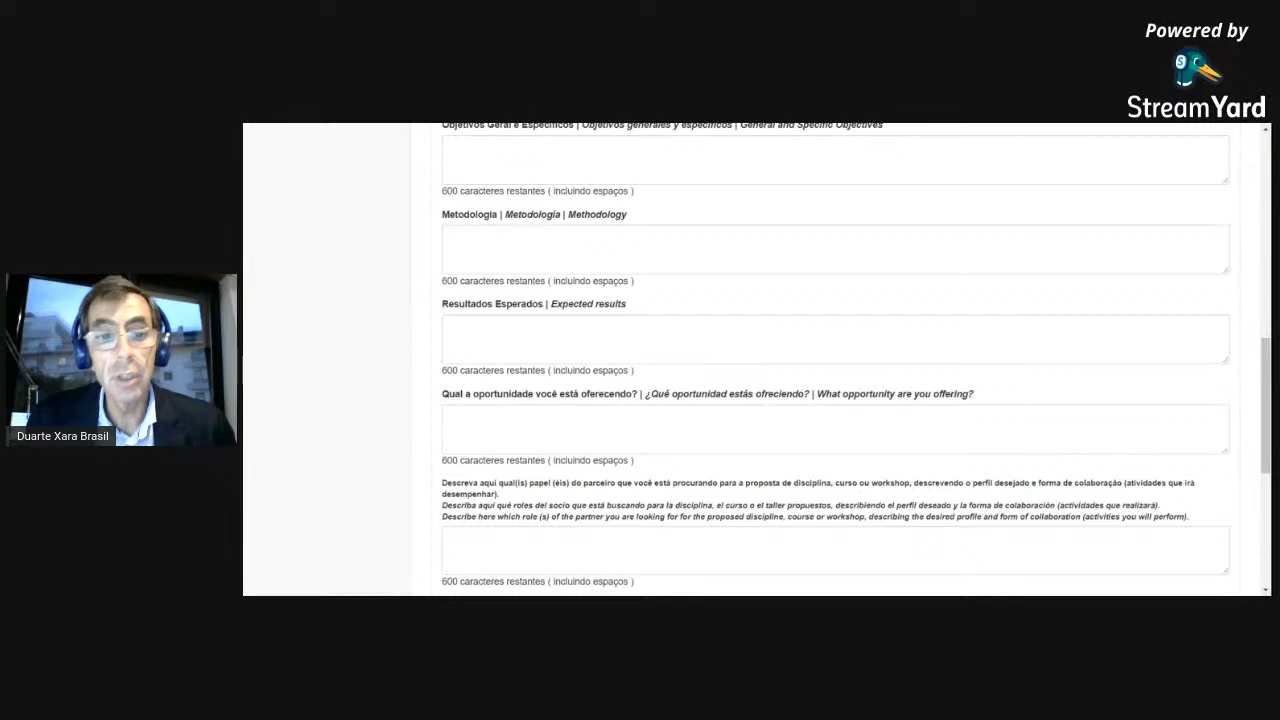 Powered by
StreamYard
Objetivos Geral e Específicos | Objetivos generales y específicos | General and Specific Objectives
600 caracteres restantes ( incluindo espaços )
Metodologia | Metodología | Methodology
600 caracteres restantes ( incluindo espaços )
Resultados Esperados | Expected results
600 caracteres restantes ( incluindo espaços )
Qual a oportunidade você está oferecendo? | ¿Qué oportunidad estás ofreciendo? | What opportunity are you offering?
600 caracteres restantes ( incluindo espaços )
Descreva aqui qual(is) papel (éis) do parceiro que você está procurando para a proposta de disciplina, curso ou workshop, descrevendo o perfil desejado e forma de colaboração (atividades que irá
desempenhar).
Describa aquí qué roles del socio que está buscando para la disciplina, el curso o el taller propuestos, describiendo el perfil deseado y la forma de colaboración (actividades que realizará).
Describe here which role (s) of the partner you are looking for for the proposed discipline, course or workshop, describing the desired profile and form of collaboration (activities you will perform).
600 caracteres restantes ( incluindo espaços )
Duarte Xara Brasil